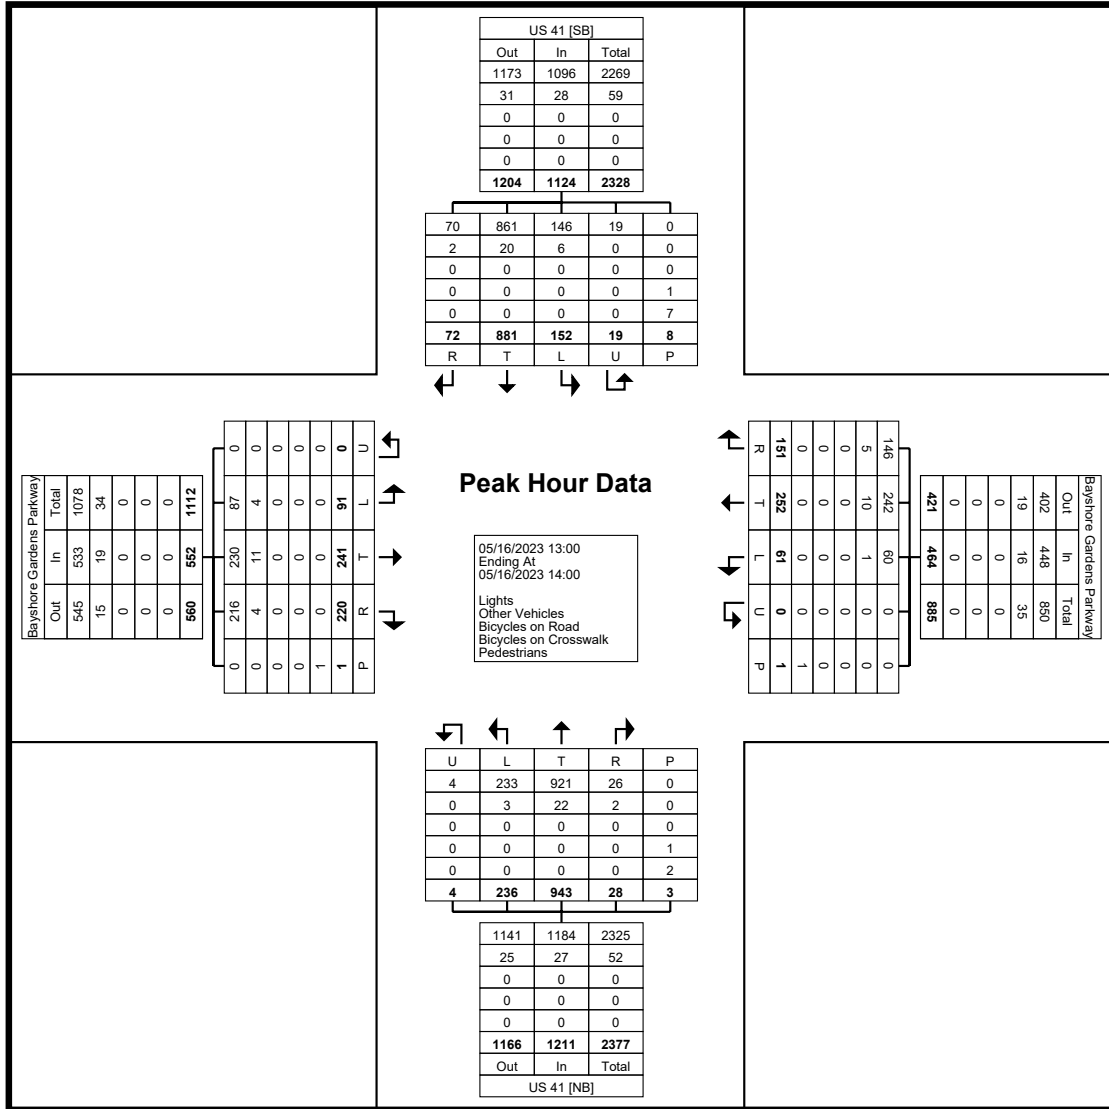 US 41 [SB]
Out In Total
1173 1096 2269
31 28 59
0 0 0
0 0 0
0 0 0
1204 1124 2328
70 861 146 19 0
2 20 6 0 0
0 0 0 0 0
0 0 0 0 1
0 0 0 0 7
72 881 152 19 8
R T L U P
Bayshore Gardens Parkway
Total In Out
1078 533 545
34 19 15
0 0 0
0 0 0
0 0 0
1112 552 560
0 87 230 216 0
0 4 11 4 0
0 0 0 0 0
0 0 0 0 0
0 0 0 0 1
0 91 241 220 1
U L T R P
Peak Hour Data
05/16/2023 13:00
Ending At
05/16/2023 14:00
Lights
Other Vehicles
Bicycles on Road
Bicycles on Crosswalk
Pedestrians
R T L U P
151 252 61 0 1
0 0 0 0 1
0 0 0 0 0
0 0 0 0 0
5 10 1 0 0
146 242 60 0 0
421 464 885
0 0 0
0 0 0
0 0 0
19 16 35
402 448 850
Out In Total
Bayshore Gardens Parkway
U L T R P
4 233 921 26 0
0 3 22 2 0
0 0 0 0 0
0 0 0 0 1
0 0 0 0 2
4 236 943 28 3
1141 1184 2325
25 27 52
0 0 0
0 0 0
0 0 0
1166 1211 2377
Out In Total
US 41 [NB]